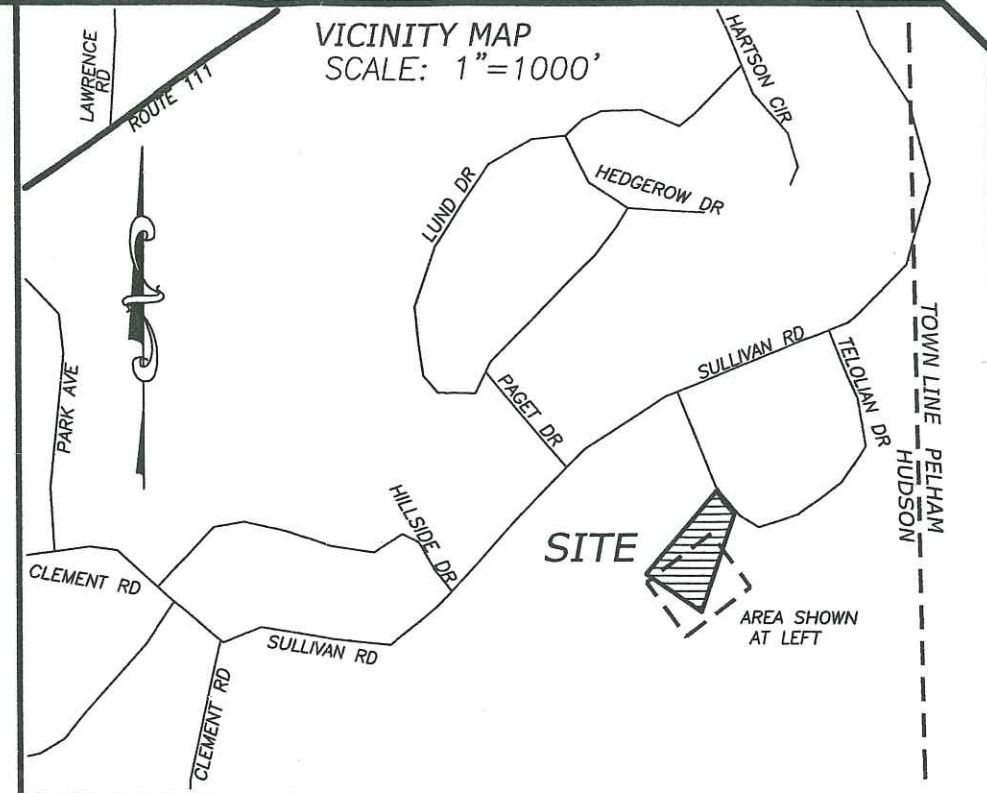 VICINITY MAP
SCALE: 1"=1000'
LAWRENCE
RD
ROUTE 111
HARTSON CIR
LUND DR
HEDGEROW DR
PARK AVE
PAGET DR
SULLIVAN RD
TELOLIAN DR
TOWN LINE PELHAM
HUDSON
HILLSIDE DR
SITE
CLEMENT RD
AREA SHOWN
AT LEFT
SULLIVAN RD
CLEMENT RD